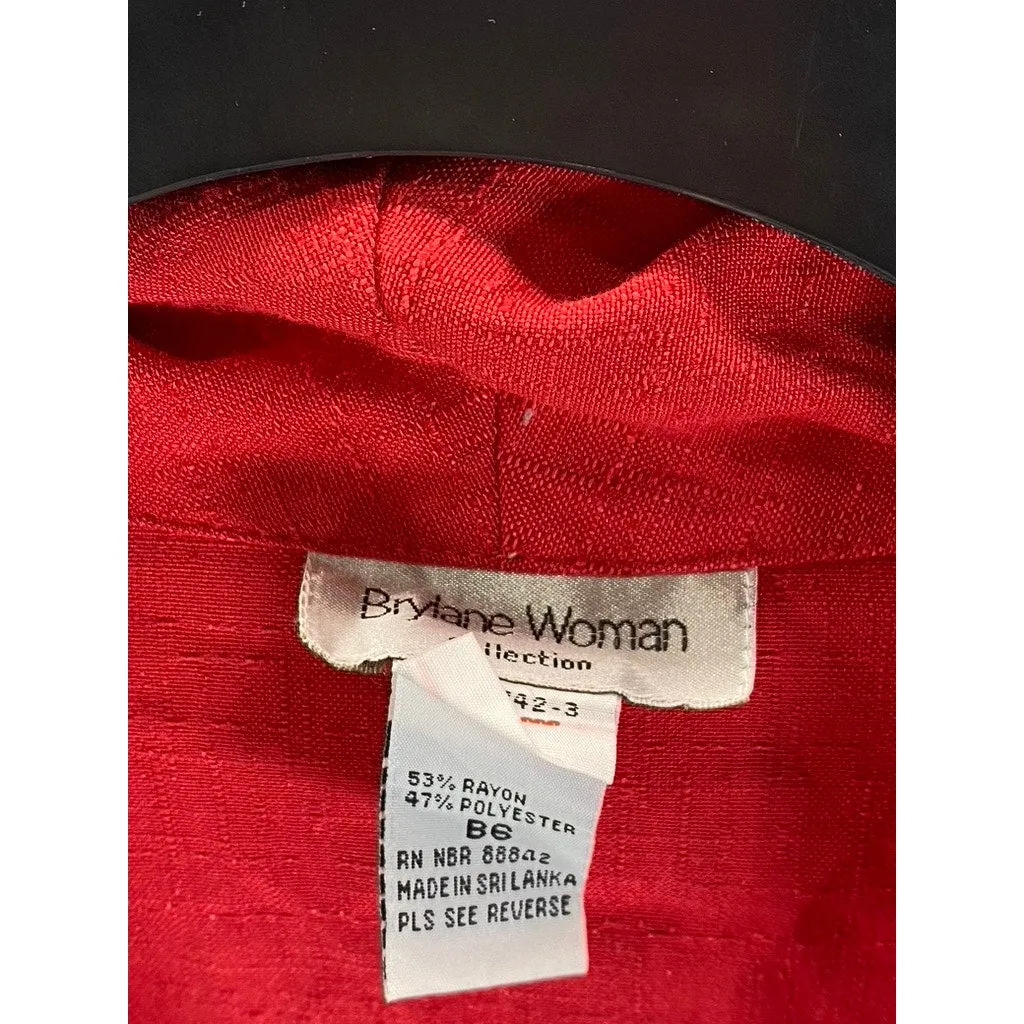 Brylane Woman
llection
42-3
53% RAYON
47% POLYESTER
B6
RN NBR 88842
MADE IN SRI LANKA
PLS SEE REVERSE